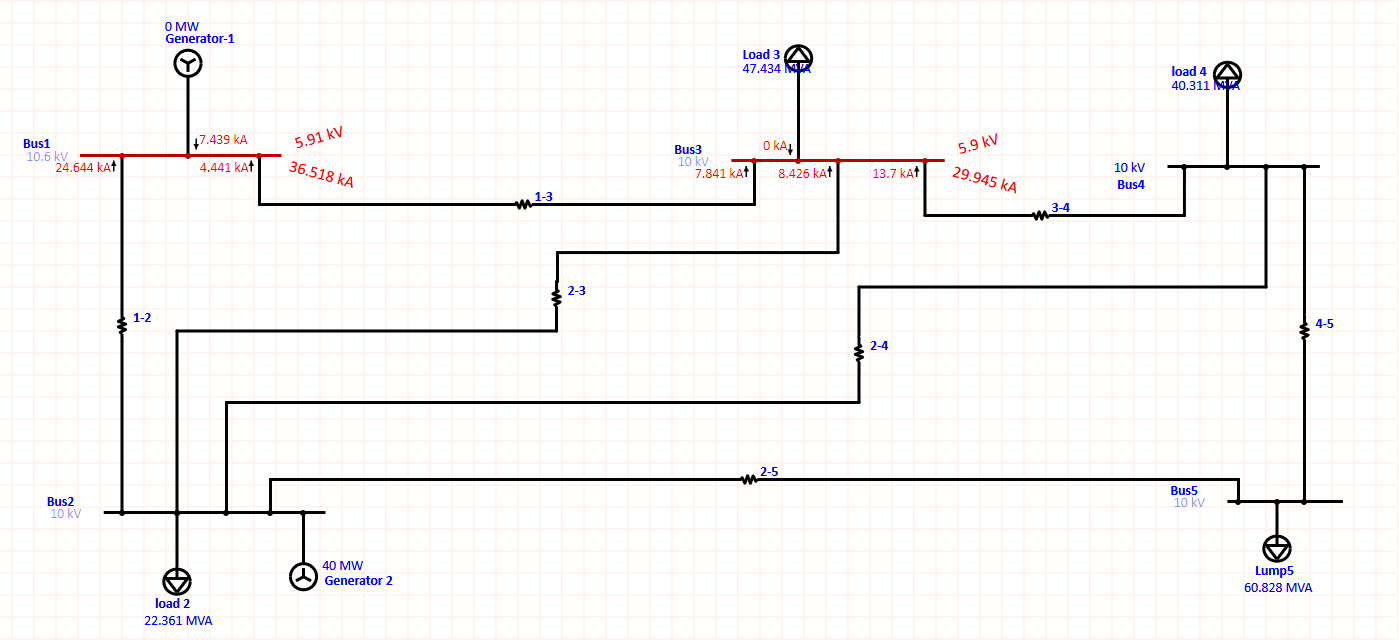 0 MW
Generator-1
Load 3
47.434 MVA
load 4
40.311 MVA
Bus1
10.6 kV
7.439 kA
5.91 kV
24.644 kA
4.441 kA
36.518 kA
1-3
Bus3
10 kV
0 kA
5.9 kV
7.841 kA
8.426 kA
13.7 kA
29.945 kA
3-4
10 kV
Bus4
2-3
1-2
2-4
4-5
2-5
Bus2
10 kV
Bus5
10 kV
40 MW
Generator 2
load 2
22.361 MVA
Lump5
60.828 MVA